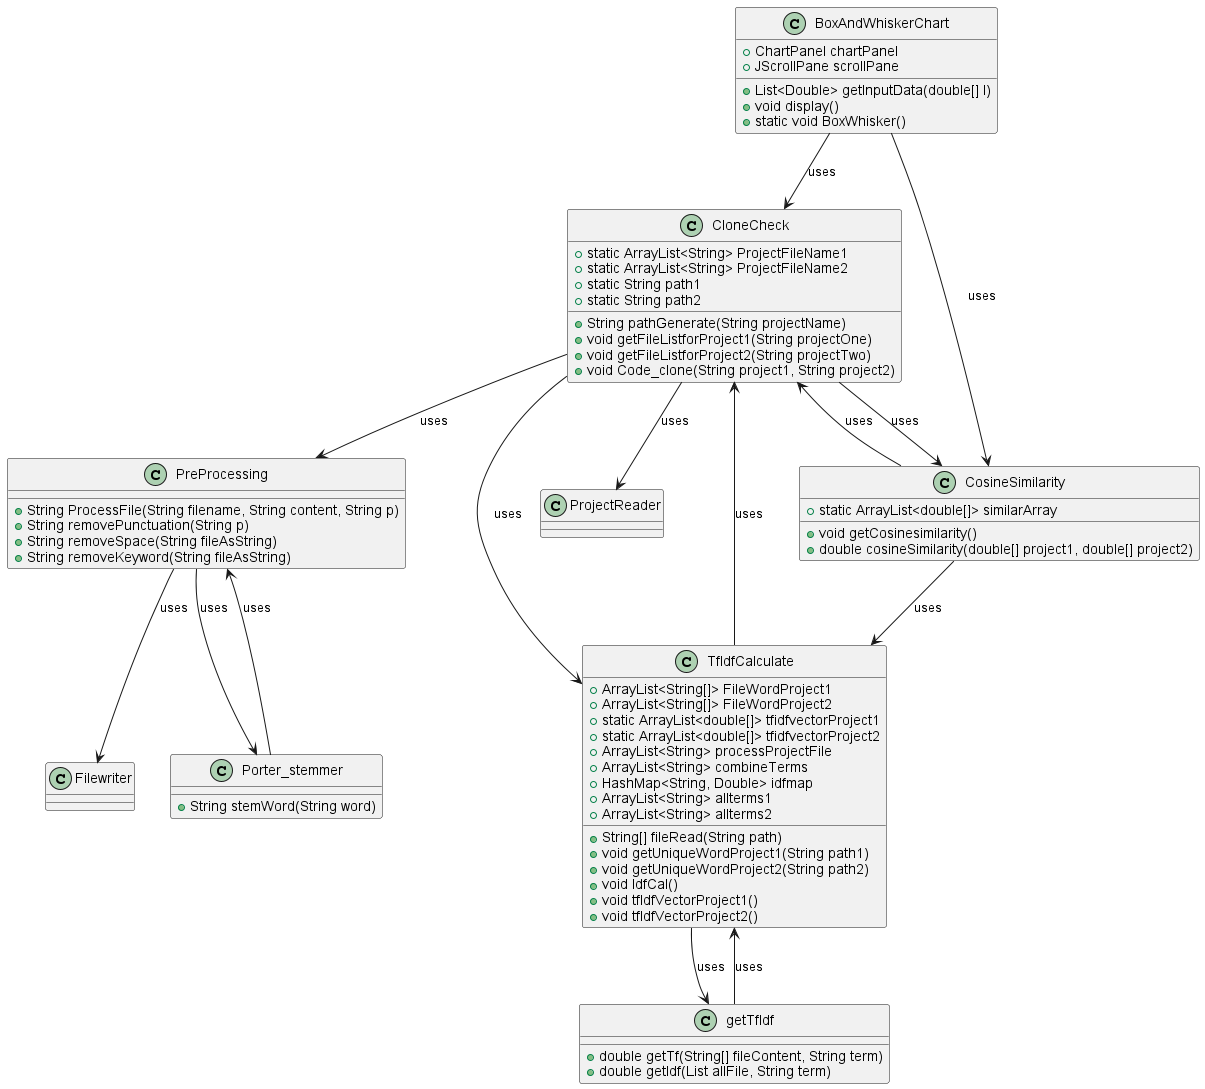 C BoxAndWhiskerChart
ChartPanel chartPanel
JScrollPane scrollPane
List<Double> getInputData(double[] l)
void display()
static void BoxWhisker()
uses
C CloneCheck
static ArrayList<String> ProjectFileName1
static ArrayList<String> ProjectFileName2
static String path1
static String path2
String pathGenerate(String projectName)
void getFileListforProject1(String projectOne)
void getFileListforProject2(String projectTwo)
void Code_clone(String project1, String project2)
uses
uses
uses
uses
uses
C PreProcessing
String ProcessFile(String filename, String content, String p)
String removePunctuation(String p)
String removeSpace(String fileAsString)
String removeKeyword(String fileAsString)
C ProjectReader
uses
uses
C CosineSimilarity
static ArrayList<double[]> similarArray
void getCosinesimilarity()
double cosineSimilarity(double[] project1, double[] project2)
uses
uses
uses
uses
C Filewriter
C Porter_stemmer
String stemWord(String word)
C TfIdfCalculate
ArrayList<String[]> FileWordProject1
ArrayList<String[]> FileWordProject2
static ArrayList<double[]> tfidfvectorProject1
static ArrayList<double[]> tfidfvectorProject2
ArrayList<String> processProjectFile
ArrayList<String> combineTerms
HashMap<String, Double> idfmap
ArrayList<String> allterms1
ArrayList<String> allterms2
String[] fileRead(String path)
void getUniqueWordProject1(String path1)
void getUniqueWordProject2(String path2)
void IdfCal()
void tfIdfVectorProject1()
void tfIdfVectorProject2()
uses
uses
C getTfIdf
double getTf(String[] fileContent, String term)
double getIdf(List allFile, String term)